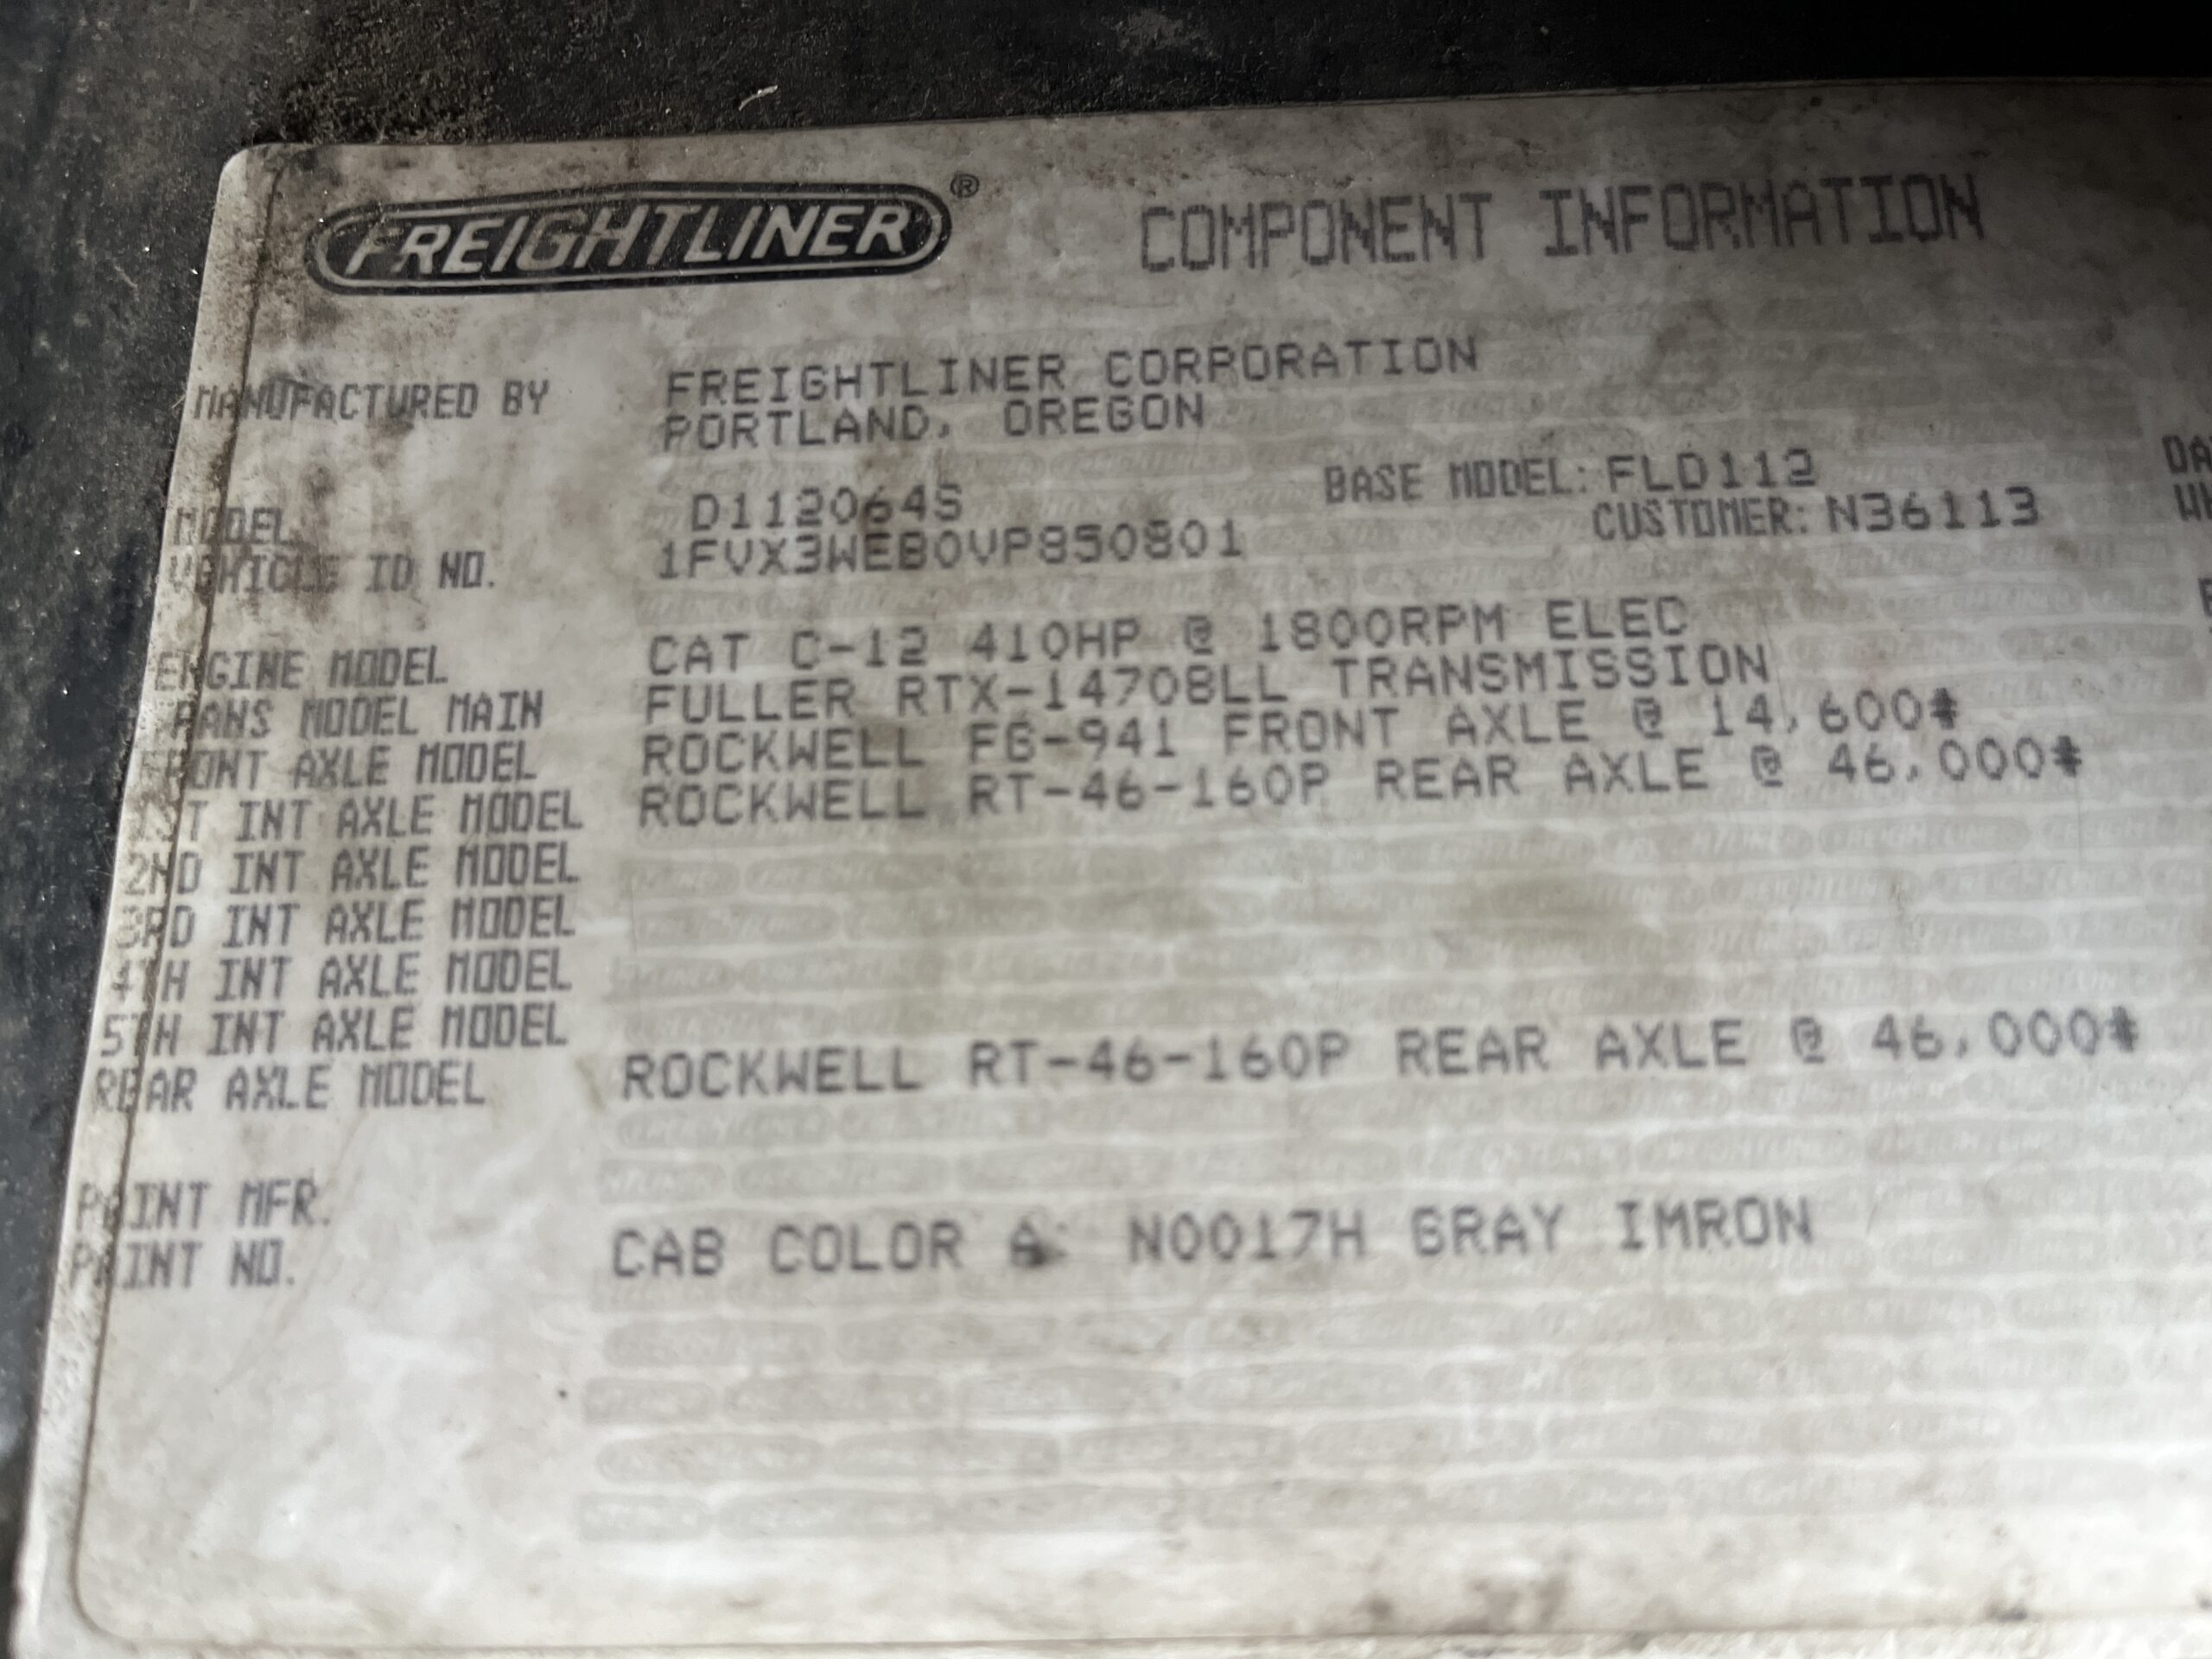 FREIGHTLINER® COMPONENT INFORMATION
MANUFACTURED BY FREIGHTLINER CORPORATION
PORTLAND, OREGON
MODEL D112064S BASE MODEL: FLD112 DA
VEHICLE ID NO. 1FVX3WEB0VP850801 CUSTOMER: N36113
ENGINE MODEL CAT C-12 410HP @ 1800RPM ELEC
TRANS MODEL MAIN FULLER RTX-14708LL TRANSMISSION
FRONT AXLE MODEL ROCKWELL FG-941 FRONT AXLE @ 14,600#
1ST INT AXLE MODEL ROCKWELL RT-46-160P REAR AXLE @ 46,000#
2ND INT AXLE MODEL
3RD INT AXLE MODEL
4TH INT AXLE MODEL
5TH INT AXLE MODEL
REAR AXLE MODEL ROCKWELL RT-46-160P REAR AXLE @ 46,000#
PAINT MFR.
PAINT NO. CAB COLOR A: N0017H GRAY IMRON